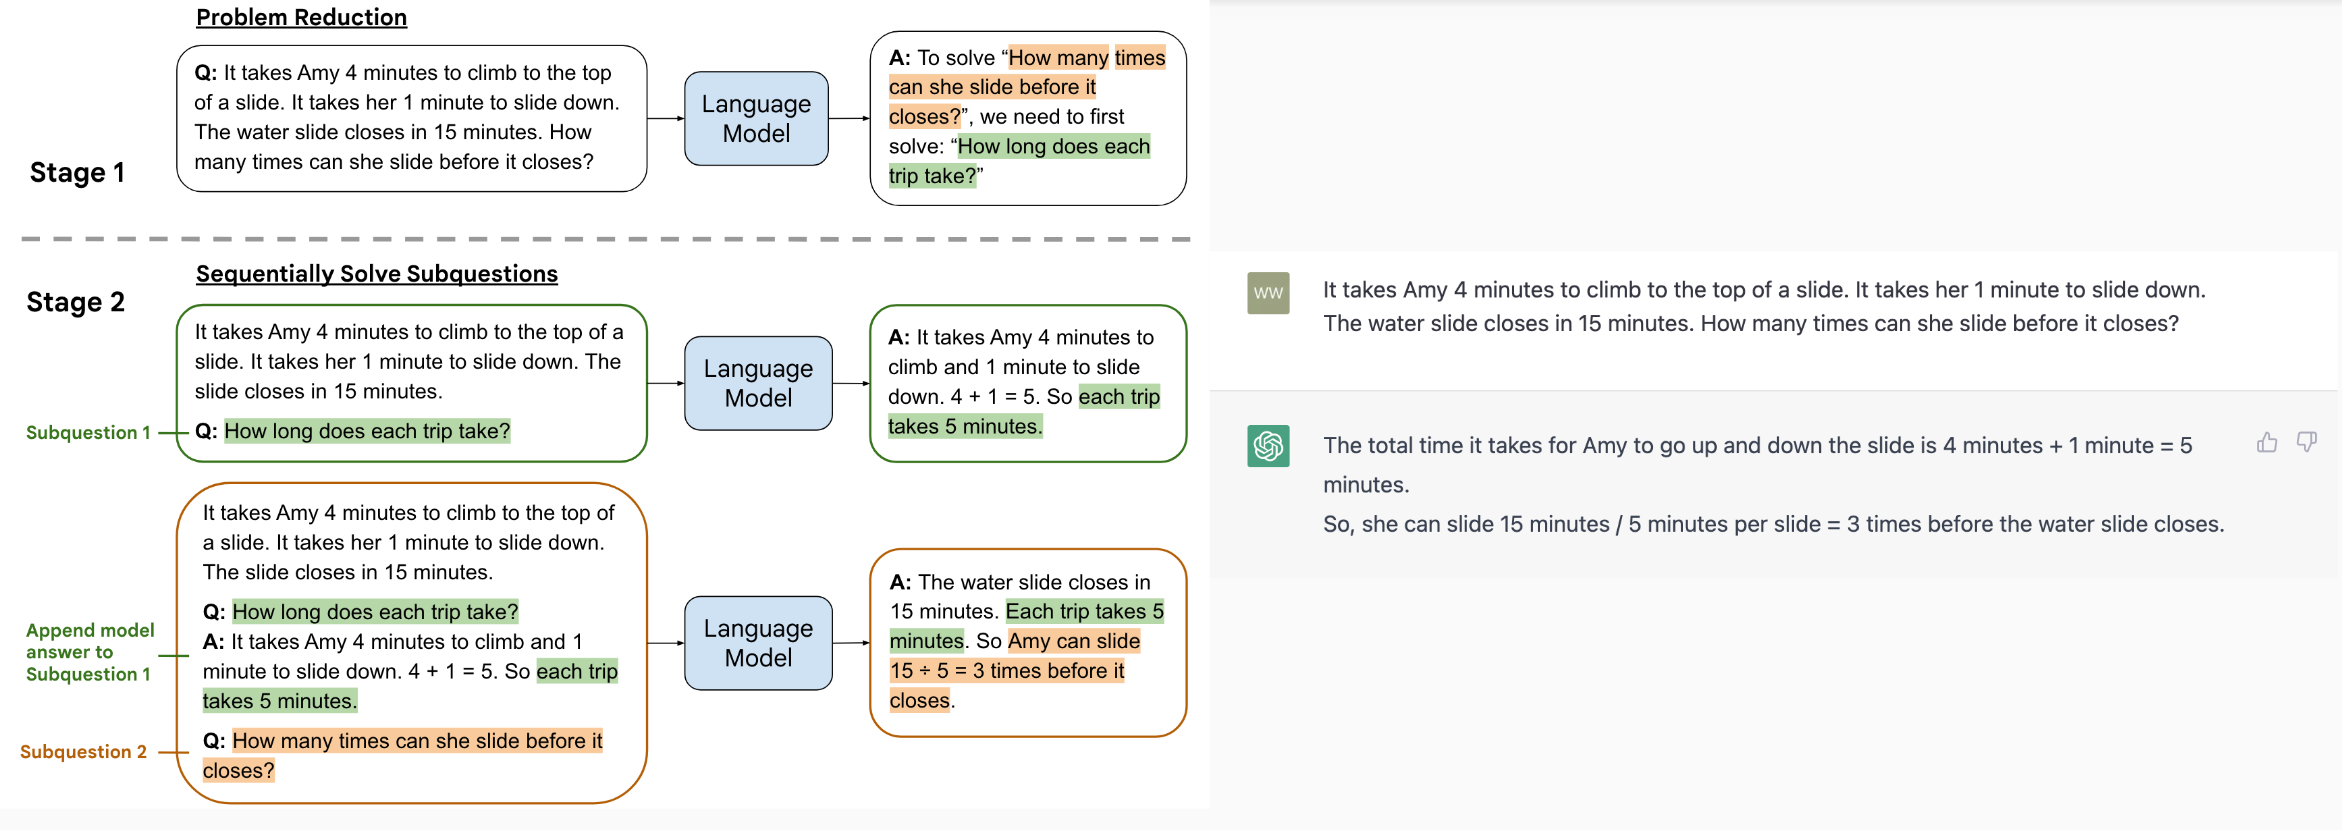 Problem Reduction
Stage 1
Q: It takes Amy 4 minutes to climb to the top
of a slide. It takes her 1 minute to slide down.
The water slide closes in 15 minutes. How
many times can she slide before it closes?
Language
Model
A: To solve “How many times
can she slide before it
closes?”, we need to first
solve: “How long does each
trip take?”
Sequentially Solve Subquestions
Stage 2
It takes Amy 4 minutes to climb to the top of a
slide. It takes her 1 minute to slide down. The
slide closes in 15 minutes.
Subquestion 1
Q: How long does each trip take?
Language
Model
A: It takes Amy 4 minutes to
climb and 1 minute to slide
down. 4 + 1 = 5. So each trip
takes 5 minutes.
It takes Amy 4 minutes to climb to the top of
a slide. It takes her 1 minute to slide down.
The slide closes in 15 minutes.
Q: How long does each trip take?
Append model
answer to
Subquestion 1
A: It takes Amy 4 minutes to climb and 1
minute to slide down. 4 + 1 = 5. So each trip
takes 5 minutes.
Subquestion 2
Q: How many times can she slide before it
closes?
Language
Model
A: The water slide closes in
15 minutes. Each trip takes 5
minutes. So Amy can slide
15 ÷ 5 = 3 times before it
closes.
WW
It takes Amy 4 minutes to climb to the top of a slide. It takes her 1 minute to slide down.
The water slide closes in 15 minutes. How many times can she slide before it closes?
The total time it takes for Amy to go up and down the slide is 4 minutes + 1 minute = 5
minutes.
So, she can slide 15 minutes / 5 minutes per slide = 3 times before the water slide closes.